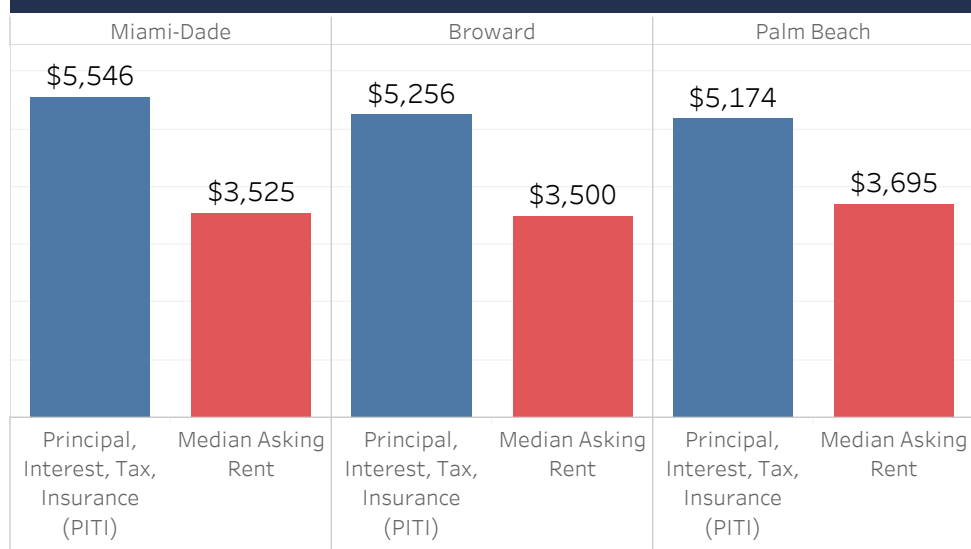 Miami-Dade
Broward
Palm Beach
$5,546
$3,525
$5,256
$3,500
$5,174
$3,695
Principal,
Interest, Tax,
Insurance
(PITI)
Median Asking
Rent
Principal,
Interest, Tax,
Insurance
(PITI)
Median Asking
Rent
Principal,
Interest, Tax,
Insurance
(PITI)
Median Asking
Rent